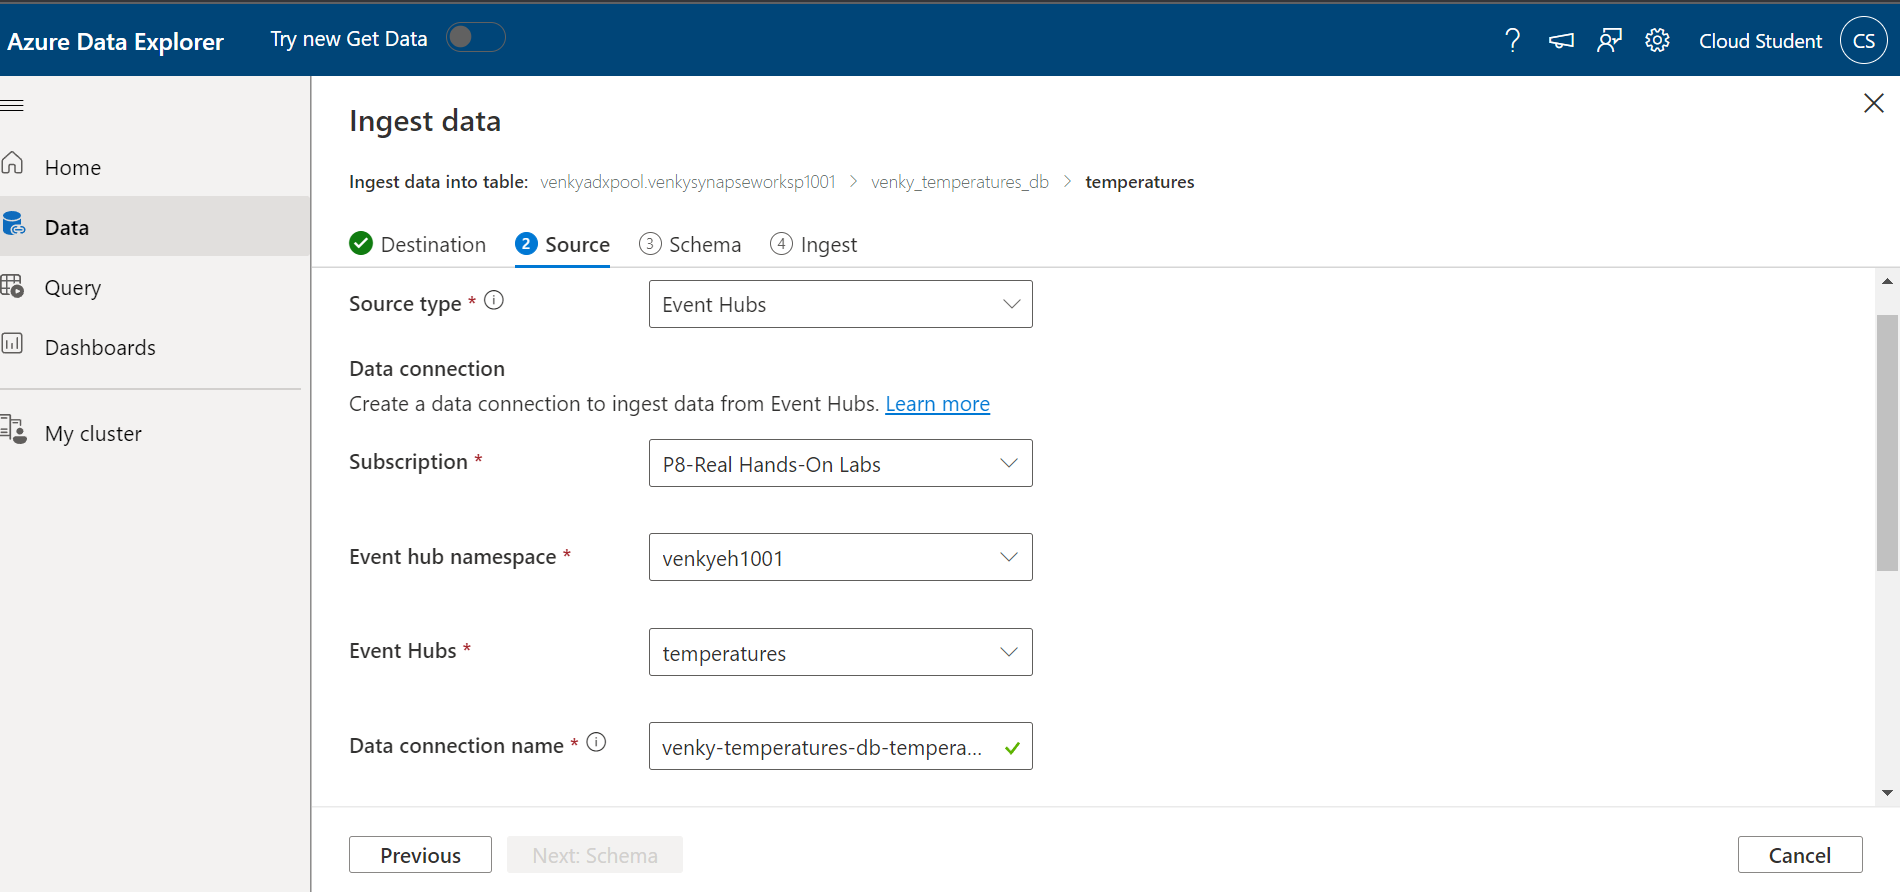 Azure Data Explorer
Try new Get Data
Cloud Student
CS
Home
Data
Query
Dashboards
My cluster
Ingest data
Ingest data into table: venkyadxpool.venkysynapseworksp1001 > venky_temperatures_db > temperatures
Destination 2 Source 3 Schema 4 Ingest
Source type * Event Hubs
Data connection
Create a data connection to ingest data from Event Hubs. Learn more
Subscription * P8-Real Hands-On Labs
Event hub namespace * venkyeh1001
Event Hubs * temperatures
Data connection name * venky-temperatures-db-tempera...
Previous Next: Schema Cancel